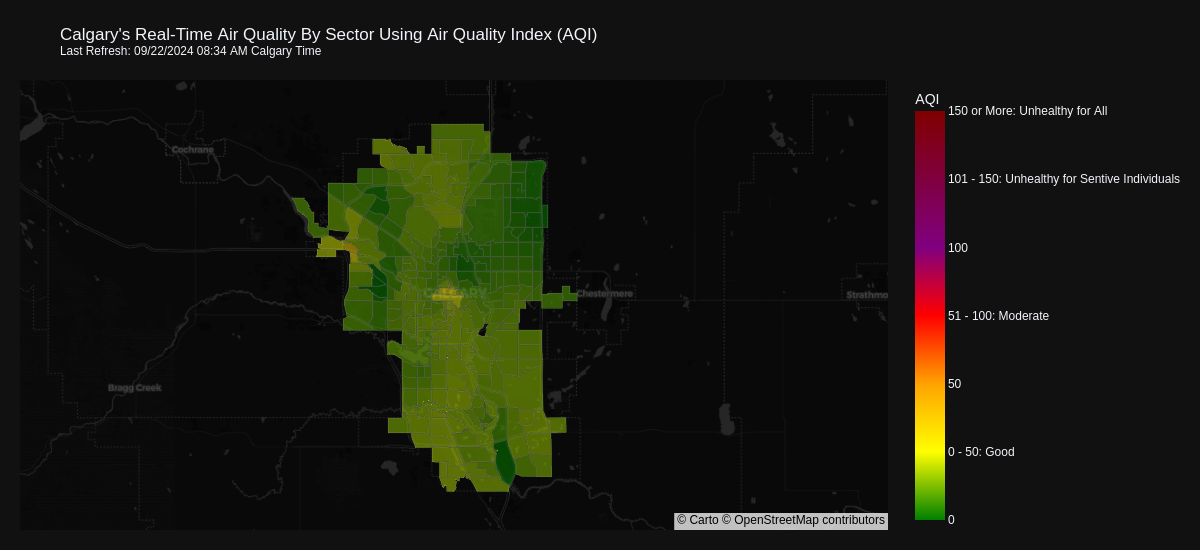 Calgary's Real-Time Air Quality By Sector Using Air Quality Index (AQI)
Last Refresh: 09/22/2024 08:34 AM Calgary Time
AQI
150 or More: Unhealthy for All
Cochrane
101 - 150: Unhealthy for Sentive Individuals
100
CALGARY
Chestermere
Strathmo
51 - 100: Moderate
50
Bragg Creek
0 - 50: Good
0
© Carto © OpenStreetMap contributors